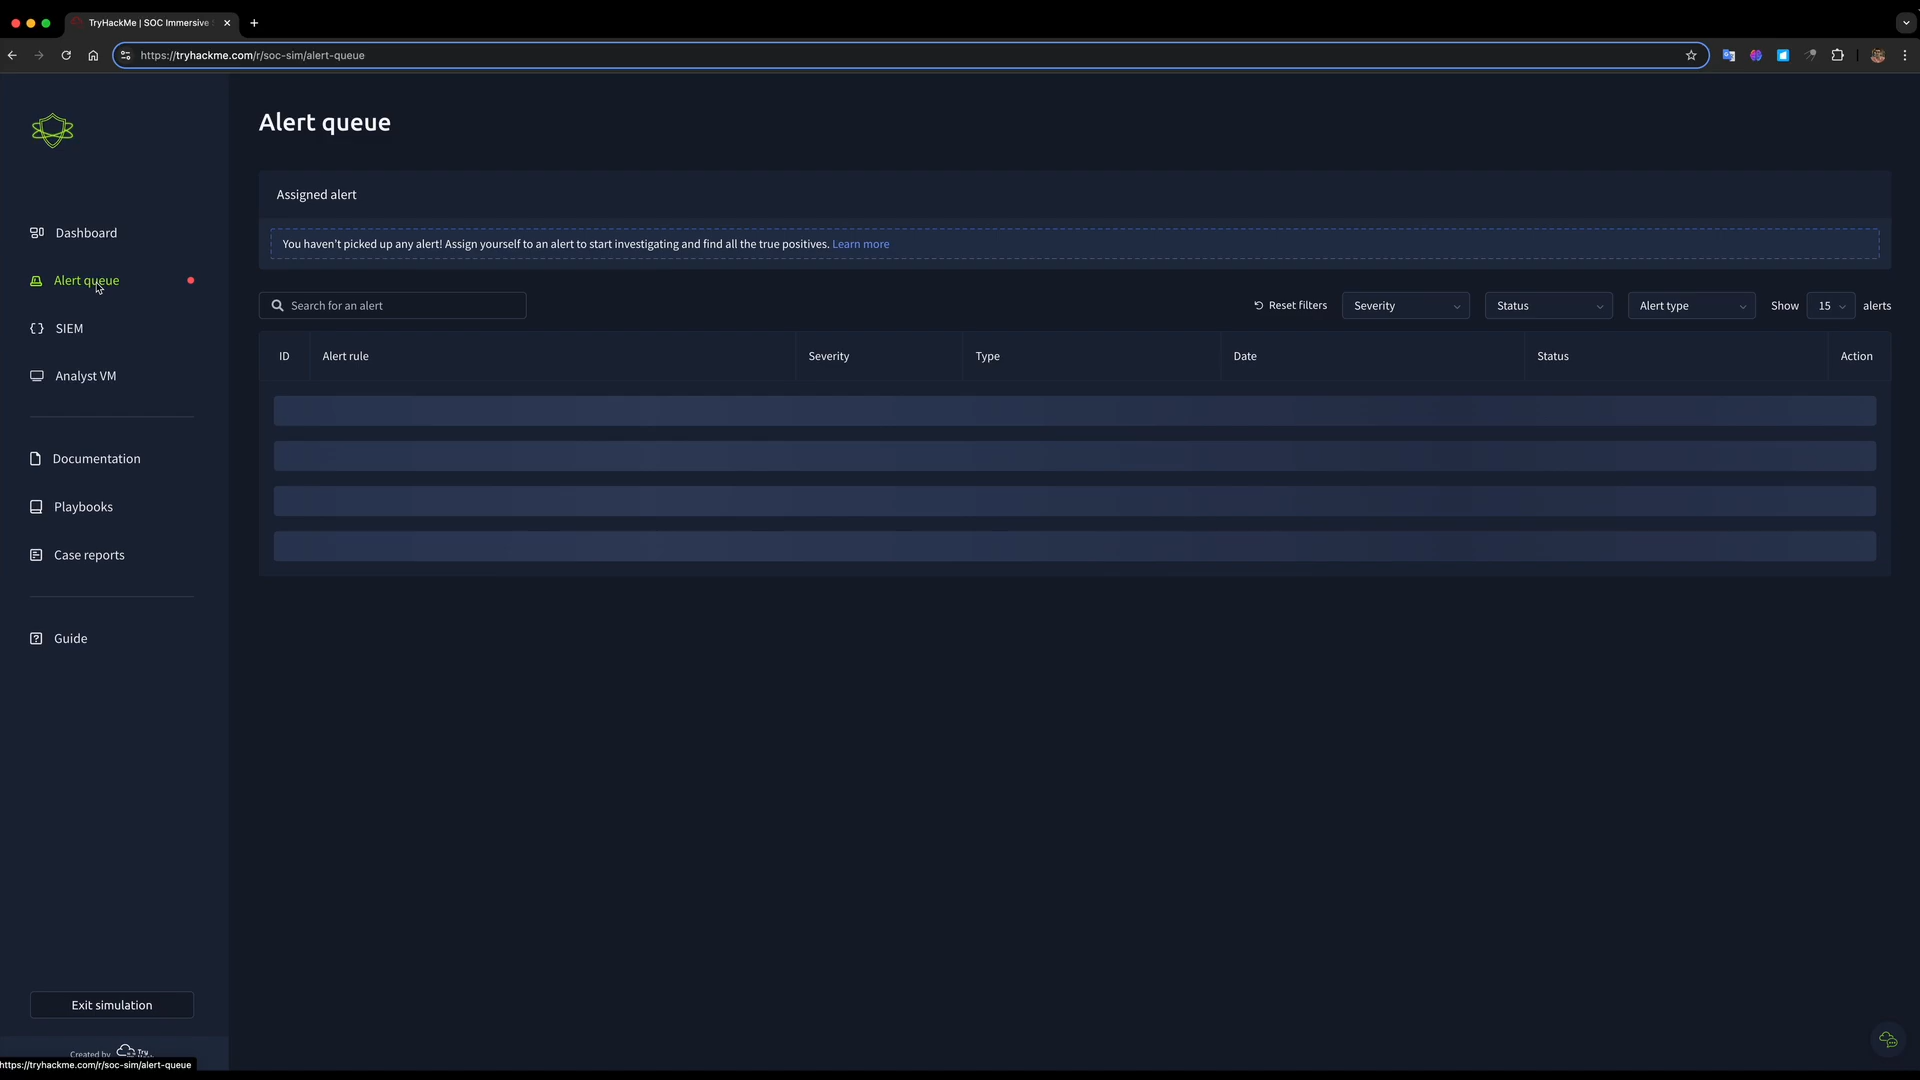 TryHackMe | SOC Immersive
https://tryhackme.com/r/soc-sim/alert-queue
Dashboard
Alert queue
SIEM
Analyst VM
Documentation
Playbooks
Case reports
Guide
Exit simulation
Created by Try
https://tryhackme.com/r/soc-sim/alert-queue
Alert queue
Assigned alert
You haven't picked up any alert! Assign yourself to an alert to start investigating and find all the true positives. Learn more
Search for an alert
Reset filters Severity Status Alert type Show 15 alerts
ID Alert rule Severity Type Date Status Action